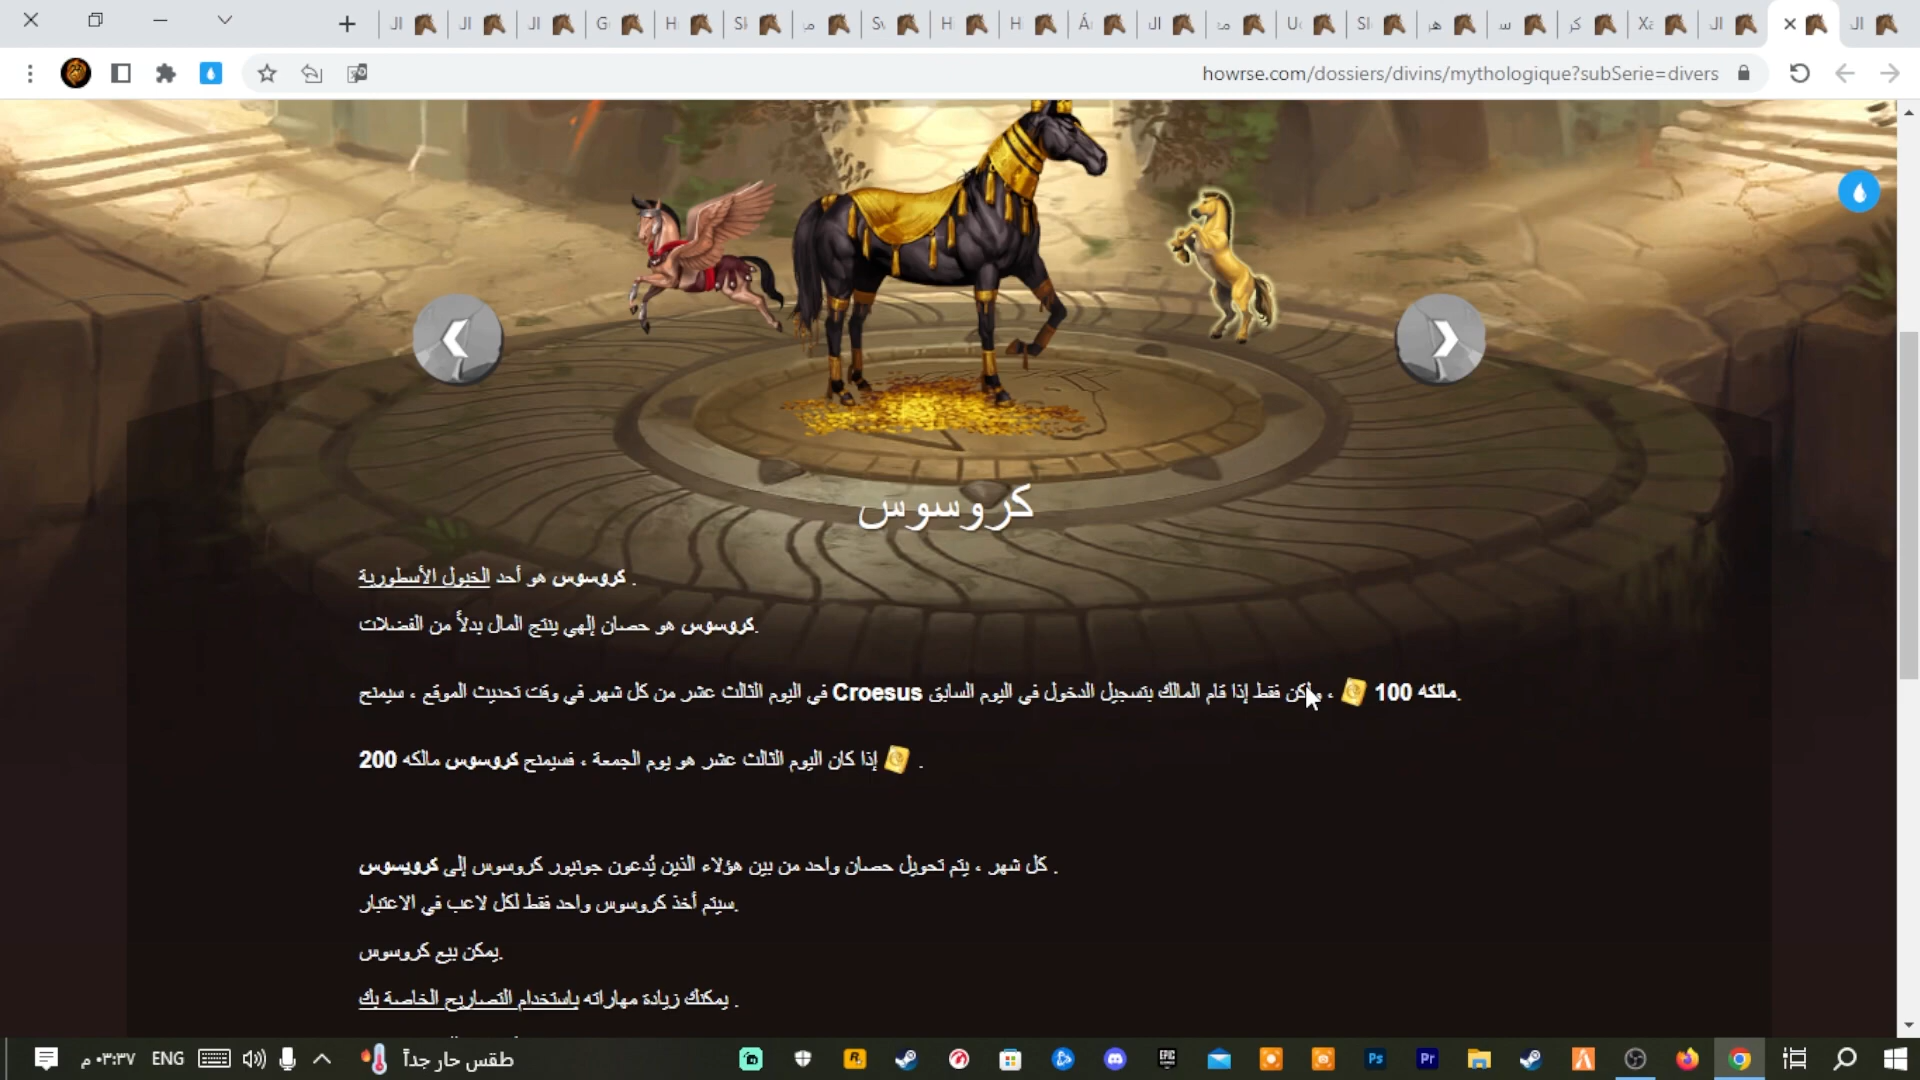 howrse.com/dossiers/divins/mythologique?subSerie=divers
كروسوس
كروسوس هو أحد الخيول الأسطورية .
كروسوس هو حصان إلهي ينتج المال بدلاً من الفضلات.
في اليوم الثالث عشر من كل شهر في وقت تحديث الموقع ، سيمنح Croesus مالكه 100 ، ولكن فقط إذا قام المالك بتسجيل الدخول في اليوم السابق.
إذا كان اليوم الثالث عشر هو يوم الجمعة ، فسيمنح كروسوس مالكه 200 .
كل شهر ، يتم تحويل حصان واحد من بين هؤلاء الذين يُدعون جونيور كروسوس إلى كرويسوس .
سيتم أخذ كروسوس واحد فقط لكل لاعب في الاعتبار.
يمكن بيع كروسوس.
يمكنك زيادة مهاراته باستخدام التصاريح الخاصة بك .
٠٣:٣٧ م ENG طقس حار جداً